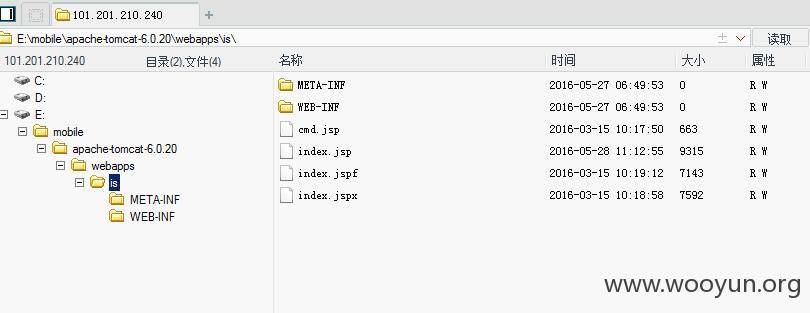 101.201.210.240
E:\mobile\apache-tomcat-6.0.20\webapps\is\ 读取
101.201.210.240 目录(2),文件(4) 名称 时间 大小 属性
C:
D:
E:
mobile
apache-tomcat-6.0.20
webapps
is
META-INF
WEB-INF
META-INF 2016-05-27 06:49:53 0 R W
WEB-INF 2016-05-27 06:49:53 0 R W
cmd.jsp 2016-03-15 10:17:50 663 R W
index.jsp 2016-05-28 11:12:55 9315 R W
index.jspf 2016-03-15 10:19:12 7143 R W
index.jspx 2016-03-15 10:18:58 7592 R W
www.wooyun.org